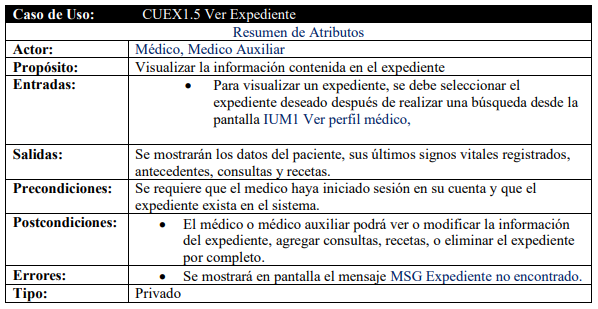 Caso de Uso: CUEX1.5 Ver Expediente
Resumen de Atributos
Actor: Médico, Medico Auxiliar
Propósito: Visualizar la información contenida en el expediente
Entradas: • Para visualizar un expediente, se debe seleccionar el
expediente deseado después de realizar una búsqueda desde la
pantalla IUM1 Ver perfil médico,
Salidas: Se mostrarán los datos del paciente, sus últimos signos vitales registrados,
antecedentes, consultas y recetas.
Precondiciones: Se requiere que el medico haya iniciado sesión en su cuenta y que el
expediente exista en el sistema.
Postcondiciones: • El médico o médico auxiliar podrá ver o modificar la información
del expediente, agregar consultas, recetas, o eliminar el expediente
por completo.
Errores: • Se mostrará en pantalla el mensaje MSG Expediente no encontrado.
Tipo: Privado